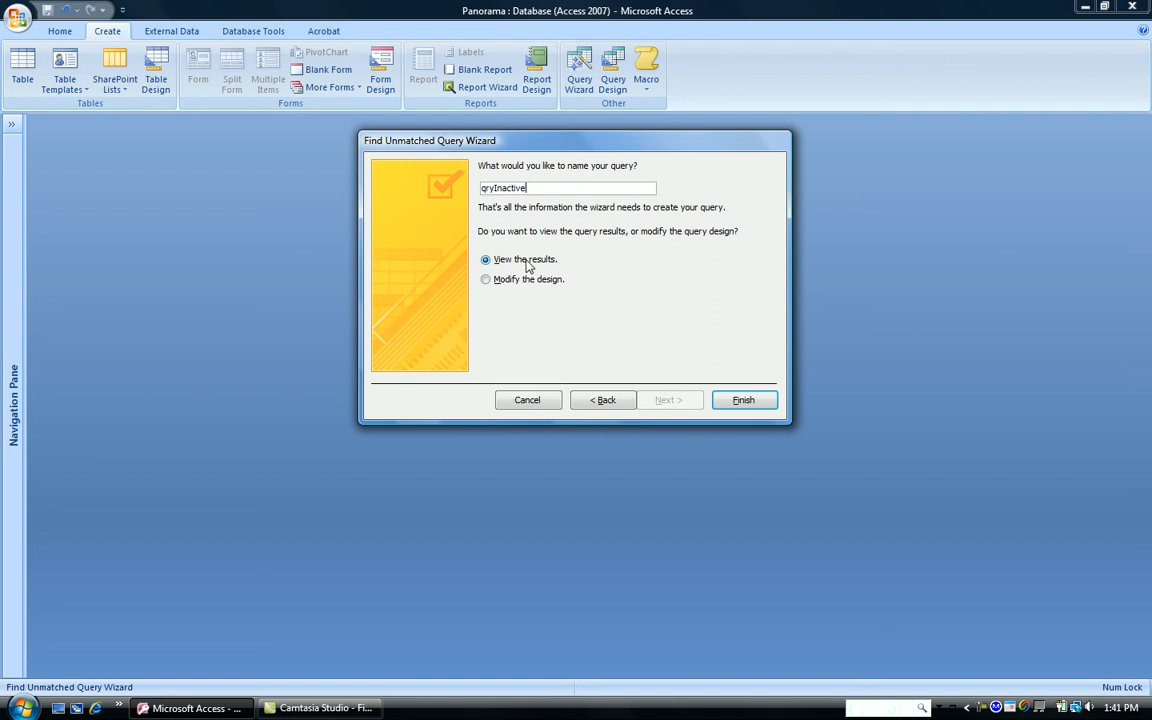 Panorama : Database (Access 2007) - Microsoft Access
Home Create External Data Database Tools Acrobat
Table
Table Templates
SharePoint Lists
Table Design
Tables
Form
Split Form
Multiple Items
PivotChart
Blank Form
More Forms
Form Design
Forms
Report
Labels
Blank Report
Report Wizard
Report Design
Reports
Query Wizard
Query Design
Macro
Other
Navigation Pane
Find Unmatched Query Wizard
What would you like to name your query?
qryInactive
That's all the information the wizard needs to create your query.
Do you want to view the query results, or modify the query design?
View the results.
Modify the design.
Cancel < Back Next > Finish
Find Unmatched Query Wizard Num Lock
Microsoft Access - ... Camtasia Studio - Fi... 1:41 PM